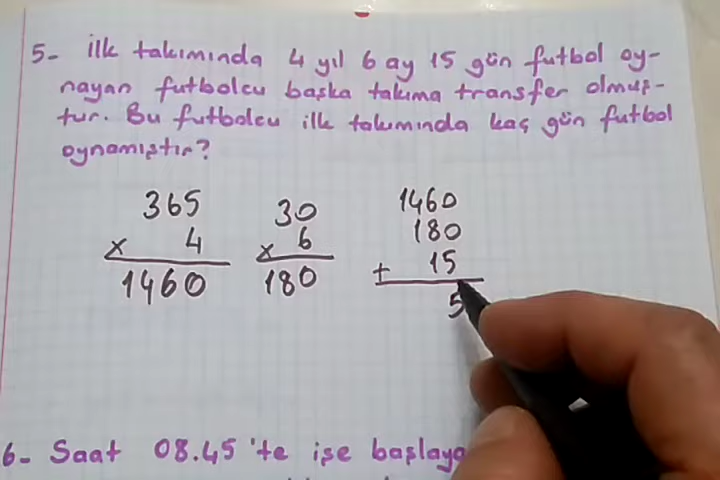 5- İlk takımında 4 yıl 6 ay 15 gün futbol oy-
nayan futbolcu başka takıma transfer olmuş-
tur. Bu futbolcu ilk takımında kaç gün futbol
oynamıştır?
365
x 4
1460
30
x 6
180
1460
180
+ 15
5
6- Saat 08.45'te işe başlaya